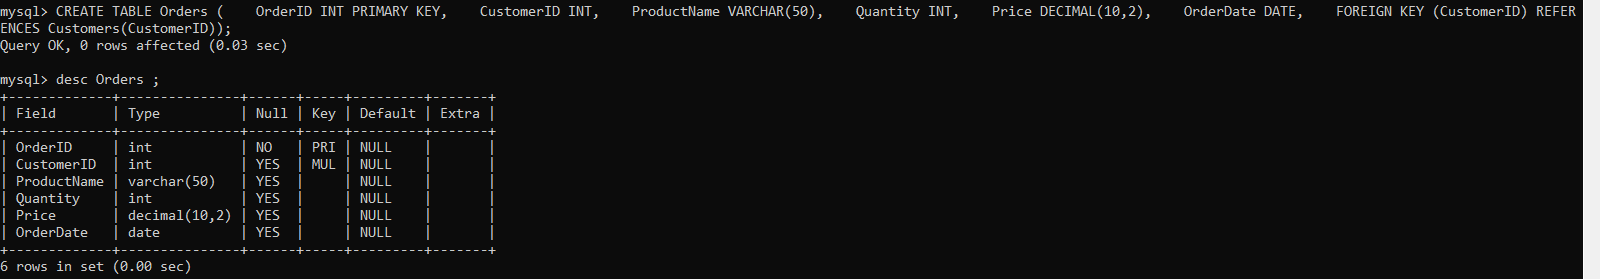 mysql> CREATE TABLE Orders (    OrderID INT PRIMARY KEY,    CustomerID INT,    ProductName VARCHAR(50),    Quantity INT,    Price DECIMAL(10,2),    OrderDate DATE,    FOREIGN KEY (CustomerID) REFER
ENCES Customers(CustomerID));
Query OK, 0 rows affected (0.03 sec)

mysql> desc Orders ;
+-------------+---------------+------+-----+---------+-------+
| Field       | Type          | Null | Key | Default | Extra |
+-------------+---------------+------+-----+---------+-------+
| OrderID     | int           | NO   | PRI | NULL    |       |
| CustomerID  | int           | YES  | MUL | NULL    |       |
| ProductName | varchar(50)   | YES  |     | NULL    |       |
| Quantity    | int           | YES  |     | NULL    |       |
| Price       | decimal(10,2) | YES  |     | NULL    |       |
| OrderDate   | date          | YES  |     | NULL    |       |
+-------------+---------------+------+-----+---------+-------+
6 rows in set (0.00 sec)